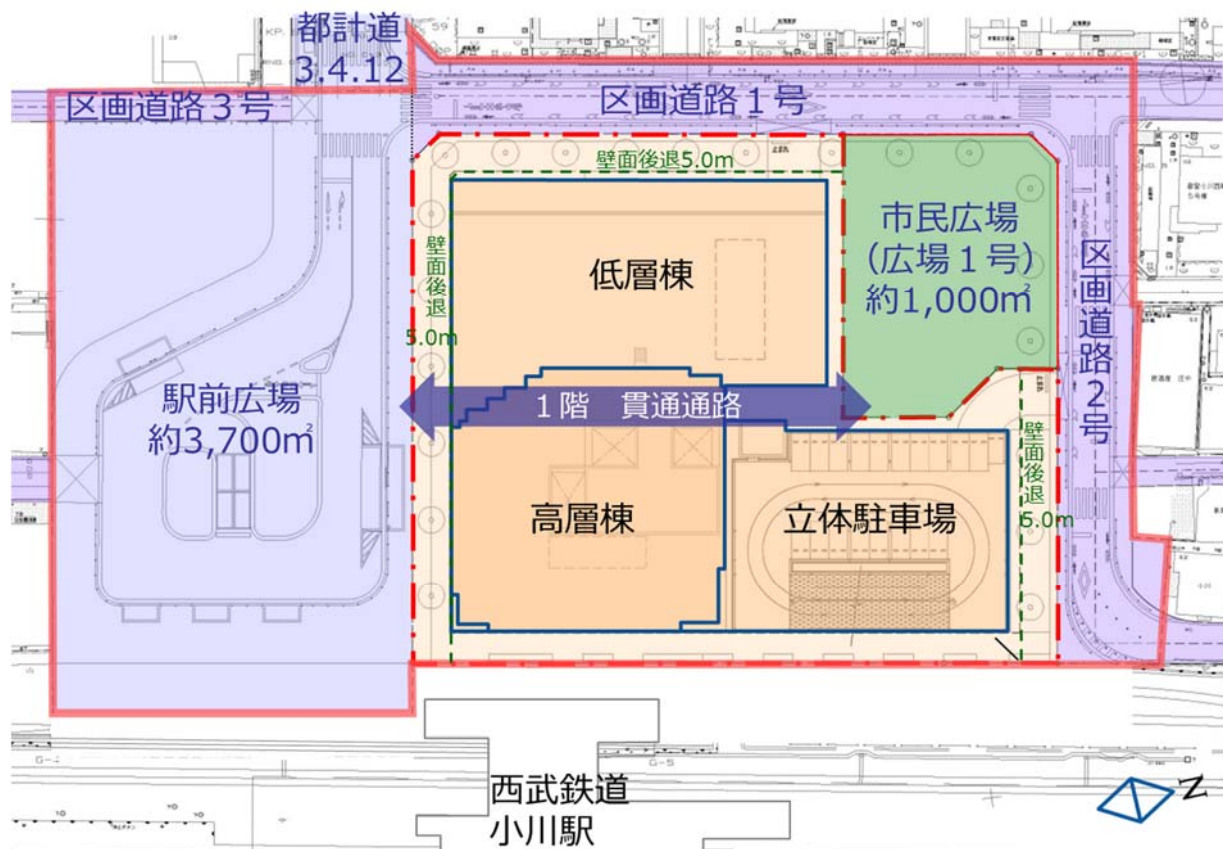 都計道
3.4.12
区画道路３号
区画道路１号
壁面後退5.0m
市民広場
（広場１号）
約1,000㎡
壁面後退
5.0m
低層棟
区画道路２号
駅前広場
約3,700㎡
１階　貫通通路
壁面後退
5.0m
高層棟
立体駐車場
西武鉄道
小川駅
G-5
N